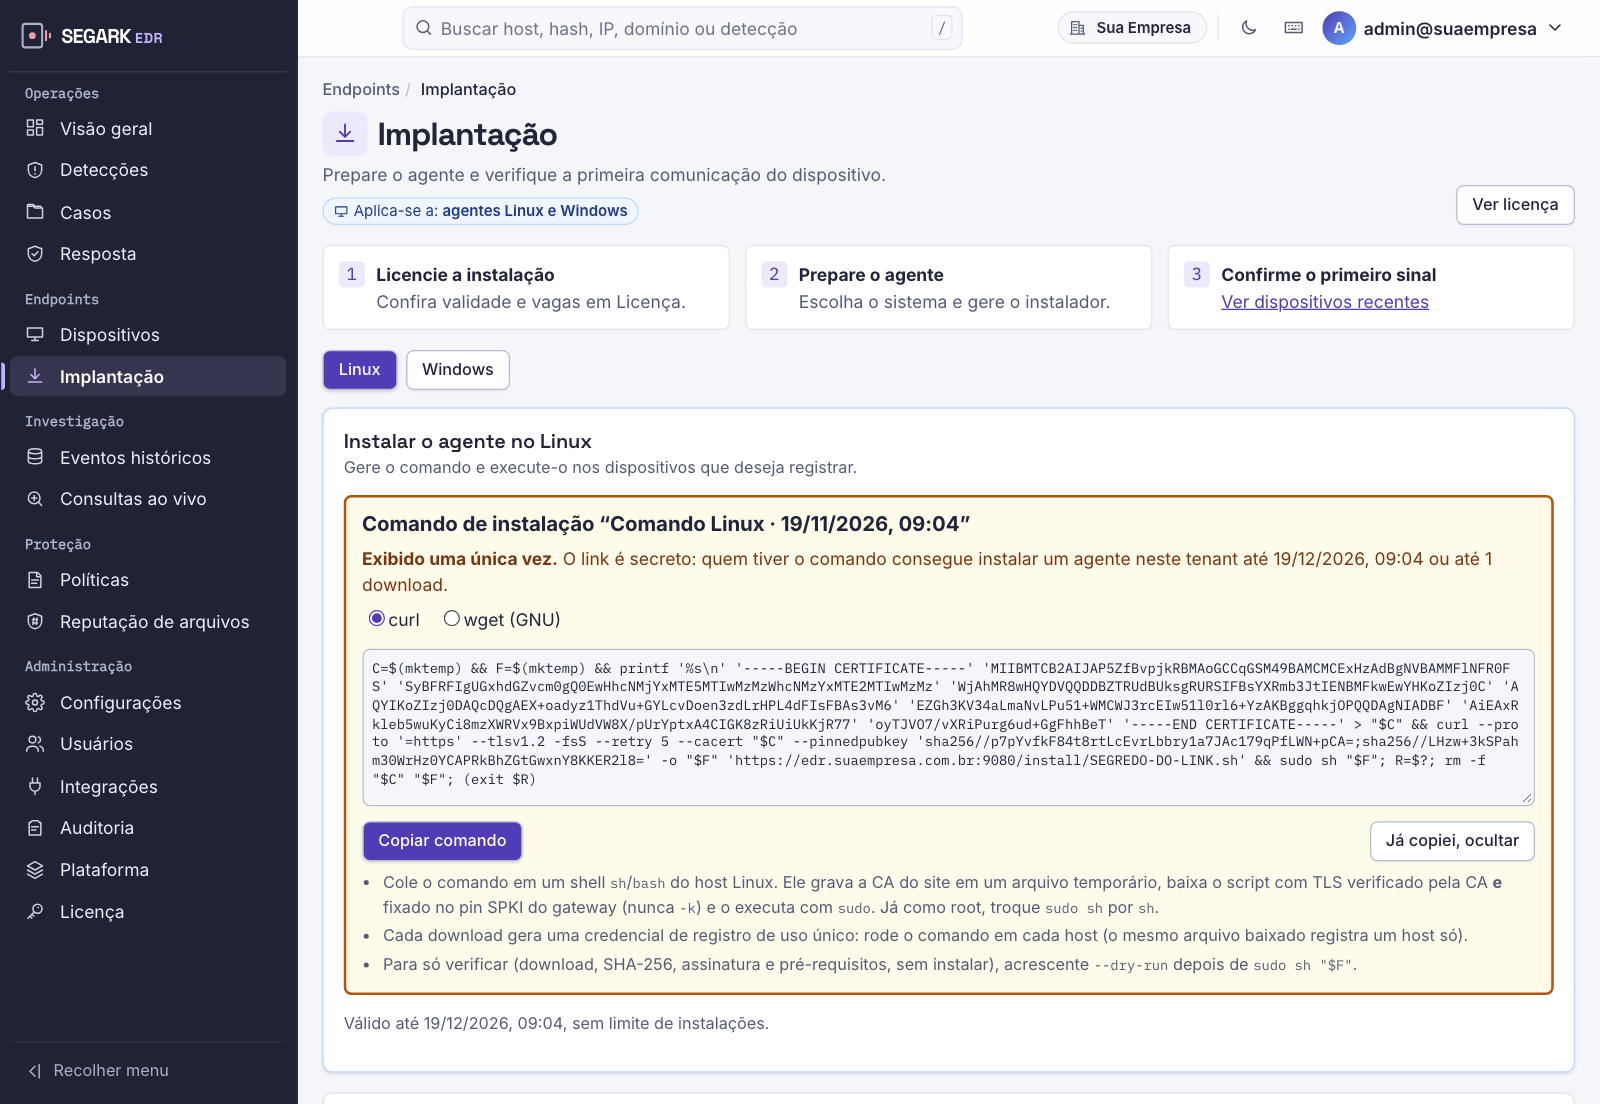 SEGARK EDR
Operações
Visão geral
Detecções
Casos
Resposta
Endpoints
Dispositivos
Implantação
Investigação
Eventos históricos
Consultas ao vivo
Proteção
Políticas
Reputação de arquivos
Administração
Configurações
Usuários
Integrações
Auditoria
Plataforma
Licença
Recolher menu
Buscar host, hash, IP, domínio ou detecção /
Sua Empresa
A admin@suaempresa
Endpoints / Implantação
Implantação
Prepare o agente e verifique a primeira comunicação do dispositivo.
Aplica-se a: agentes Linux e Windows
Ver licença
1 Licencie a instalação
Confira validade e vagas em Licença.
2 Prepare o agente
Escolha o sistema e gere o instalador.
3 Confirme o primeiro sinal
Ver dispositivos recentes
Linux Windows
Instalar o agente no Linux
Gere o comando e execute-o nos dispositivos que deseja registrar.
Comando de instalação “Comando Linux · 19/11/2026, 09:04”
Exibido uma única vez. O link é secreto: quem tiver o comando consegue instalar um agente neste tenant até 19/12/2026, 09:04 ou até 1
download.
curl wget (GNU)
C=$(mktemp) && F=$(mktemp) && printf '%s\n' '-----BEGIN CERTIFICATE-----' 'MIIBMTCB2AIJAP5ZfBvpjkRBMAoGCCqGSM49BAMCMCExHzAdBgNVBAMMFlNFR0F
S' 'SyBFRFIgUGxhdGZvcm0gQ0EwHhcNMjYxMTE5MTIwMzMzWhcNMzYxMTE2MTIwMzMz' 'WjAhMR8wHQYDVQQDDBZTRUdBUksgRURSIFBsYXRmb3JtIENBMFkwEwYHKoZIzj0C' 'A
QYIKoZIzj0DAQcDQgAEX+oadyz1ThdVu+GYLcvDoen3zdLrHPL4dFIsFBAs3vM6' 'EZGh3KV34aLmaNvLPu51+WMCWJ3rcEIw51l0rl6+YzAKBggqhkjOPQQDAgNIADBF' 'AiEAxR
kleb5wuKyCi8mzXWRVx9BxpiWUdVW8X/pUrYptxA4CIGK8zRiUiUkKjR77' 'oyTJVO7/vXRiPurg6ud+GgFhhBeT' '-----END CERTIFICATE-----' > "$C" && curl --pro
to '=https' --tlsv1.2 -fsS --retry 5 --cacert "$C" --pinnedpubkey 'sha256//p7pYvfkF84t8rtLcEvrLbbry1a7JAc179qPfLWN+pCA=;sha256//LHzw+3kSPah
m30WrHz0YCAPRkBhZGtGwxnY8KKER2l8=' -o "$F" 'https://edr.suaempresa.com.br:9080/install/SEGREDO-DO-LINK.sh' && sudo sh "$F"; R=$?; rm -f
"$C" "$F"; (exit $R)
Copiar comando Já copiei, ocultar
• Cole o comando em um shell sh/bash do host Linux. Ele grava a CA do site em um arquivo temporário, baixa o script com TLS verificado pela CA e
fixado no pin SPKI do gateway (nunca -k) e o executa com sudo. Já como root, troque sudo sh por sh.
• Cada download gera uma credencial de registro de uso único: rode o comando em cada host (o mesmo arquivo baixado registra um host só).
• Para só verificar (download, SHA-256, assinatura e pré-requisitos, sem instalar), acrescente --dry-run depois de sudo sh "$F".
Válido até 19/12/2026, 09:04, sem limite de instalações.